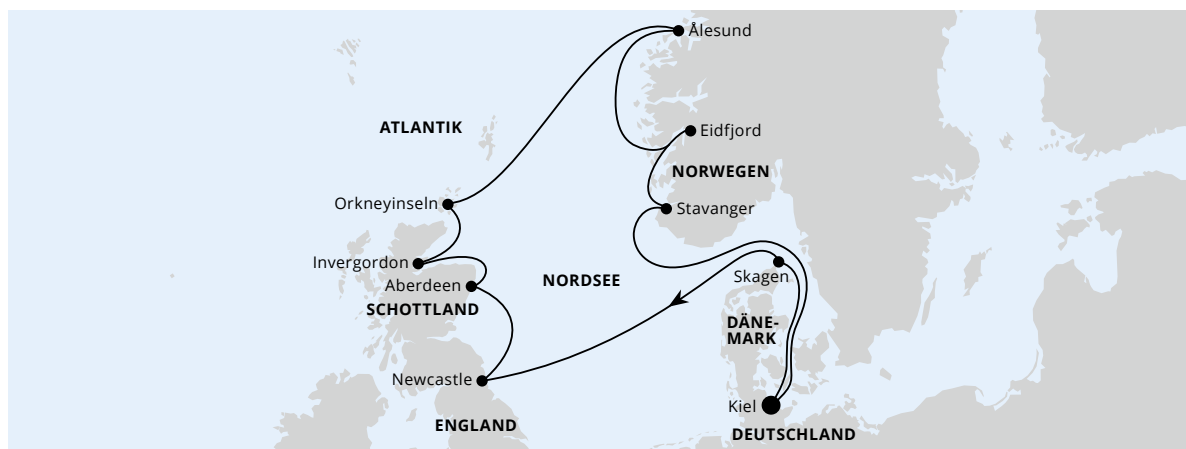 Ålesund
ATLANTIK
Eidfjord
NORWEGEN
Orkneyinseln
Stavanger
Invergordon
Skagen
NORDSEE
Aberdeen
SCHOTTLAND
DÄNE-
MARK
Newcastle
Kiel
ENGLAND
DEUTSCHLAND